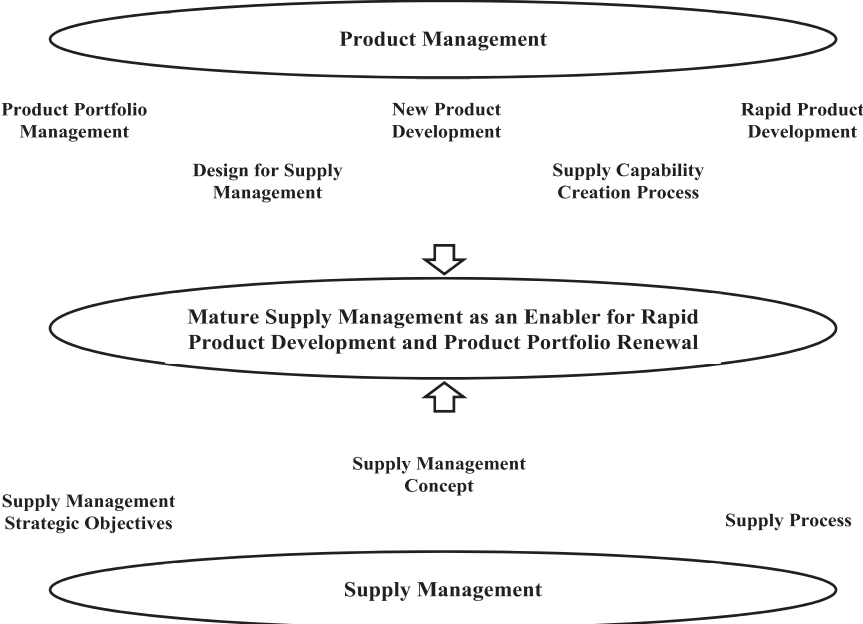 Product Management
Product Portfolio
Management
New Product
Development
Rapid Product
Development
Design for Supply
Management
Supply Capability
Creation Process
Mature Supply Management as an Enabler for Rapid
Product Development and Product Portfolio Renewal
Supply Management
Concept
Supply Management
Strategic Objectives
Supply Process
Supply Management